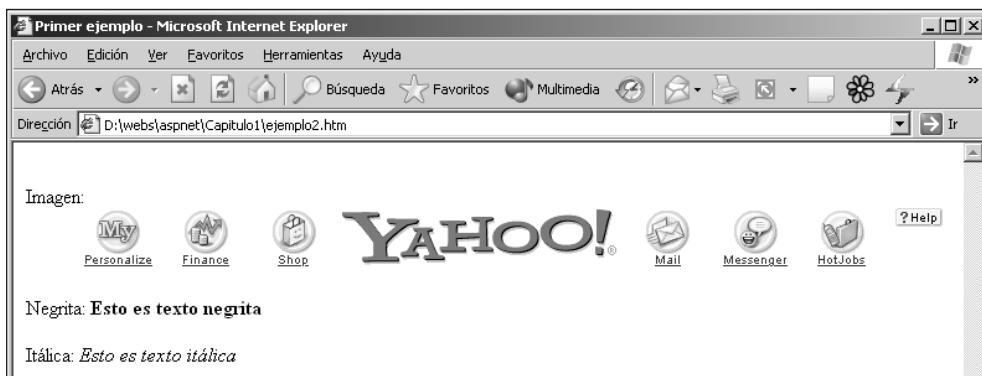 Primer ejemplo - Microsoft Internet Explorer
Archivo Edición Ver Favoritos Herramientas Ayuda
Atrás Búsqueda Favoritos Multimedia »
Dirección D:\webs\aspnet\Capitulo1\ejemplo2.htm Ir
Imagen:
My YAHOO! ® ? Help
Personalize Finance Shop Mail Messenger HotJobs
Negrita: Esto es texto negrita
Itálica: Esto es texto itálica